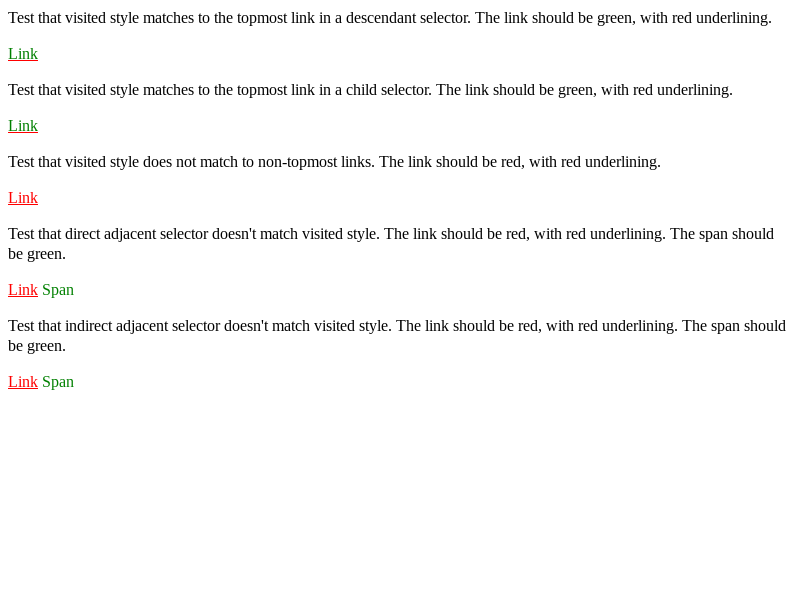 Test that visited style matches to the topmost link in a descendant selector. The link should be green, with red underlining.
Link
Test that visited style matches to the topmost link in a child selector. The link should be green, with red underlining.
Link
Test that visited style does not match to non-topmost links. The link should be red, with red underlining.
Link
Test that direct adjacent selector doesn't match visited style. The link should be red, with red underlining. The span should
be green.
Link Span
Test that indirect adjacent selector doesn't match visited style. The link should be red, with red underlining. The span should
be green.
Link Span